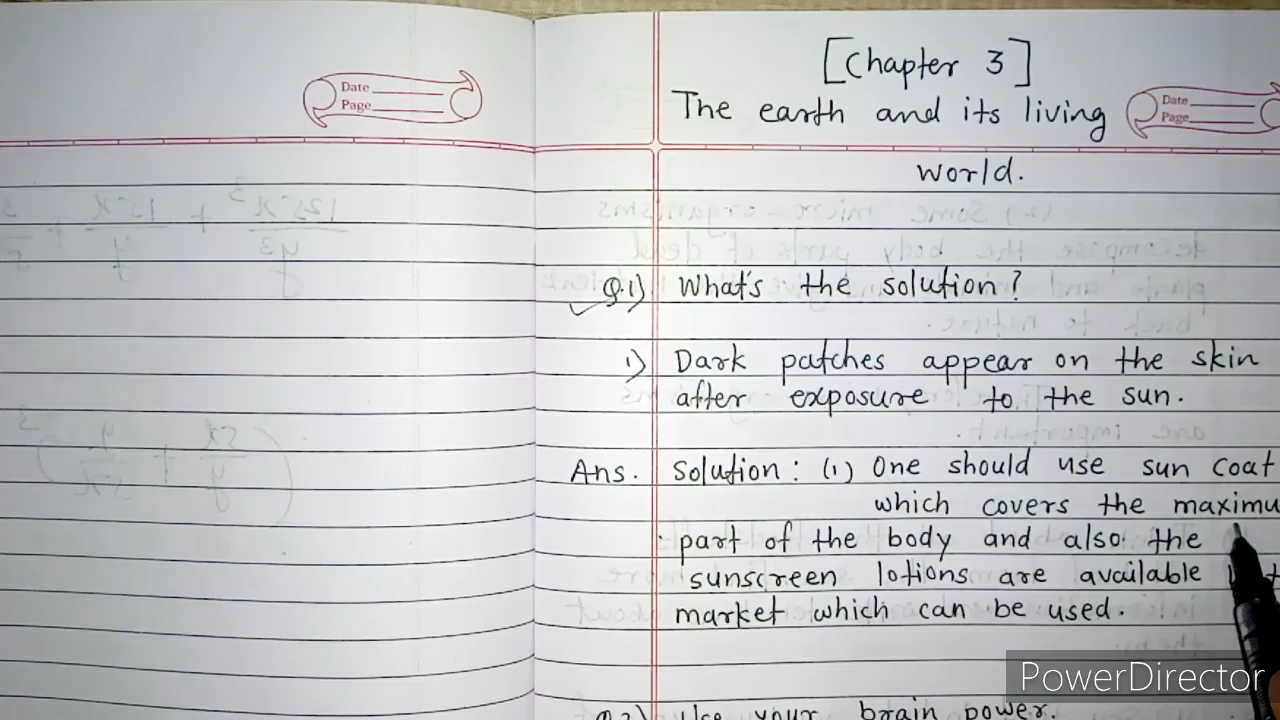 [Chapter 3]
Date
Page
The earth and its living
Date
Page
world.
Q.1) What's the solution?
1) Dark patches appear on the skin
after exposure to the sun.
Ans. Solution: (1) One should use sun coat
which covers the maximu
part of the body and also the
sunscreen lotions are available
market which can be used.
Q.2) Use your brain power.
PowerDirector